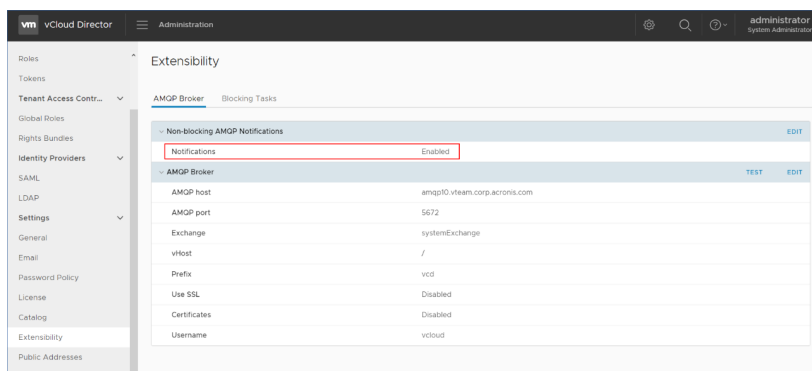 vm vCloud Director Administration administrator
System Administrator
Roles
Tokens
Tenant Access Contr...
Global Roles
Rights Bundles
Identity Providers
SAML
LDAP
Settings
General
Email
Password Policy
License
Catalog
Extensibility
Public Addresses
Extensibility
AMQP Broker Blocking Tasks
Non-blocking AMQP Notifications EDIT
Notifications Enabled
AMQP Broker TEST EDIT
AMQP host amqp10.vteam.corp.acronis.com
AMQP port 5672
Exchange systemExchange
vHost /
Prefix vcd
Use SSL Disabled
Certificates Disabled
Username vcloud